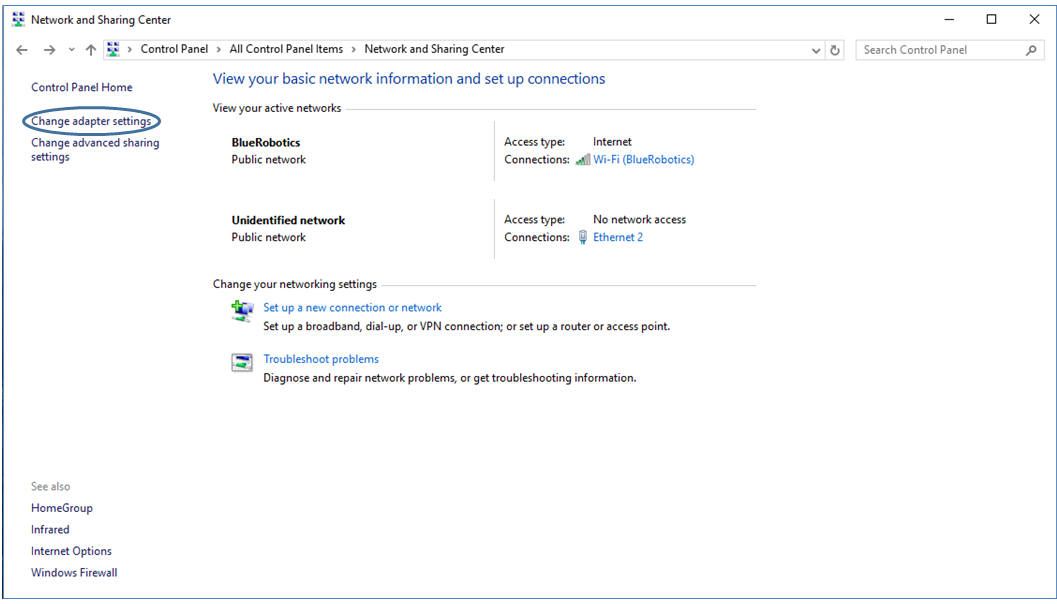 Network and Sharing Center
Control Panel > All Control Panel Items > Network and Sharing Center
Search Control Panel
Control Panel Home
Change adapter settings
Change advanced sharing
settings
View your basic network information and set up connections
View your active networks
BlueRobotics
Public network
Access type: Internet
Connections: Wi-Fi (BlueRobotics)
Unidentified network
Public network
Access type: No network access
Connections: Ethernet 2
Change your networking settings
Set up a new connection or network
Set up a broadband, dial-up, or VPN connection; or set up a router or access point.
Troubleshoot problems
Diagnose and repair network problems, or get troubleshooting information.
See also
HomeGroup
Infrared
Internet Options
Windows Firewall